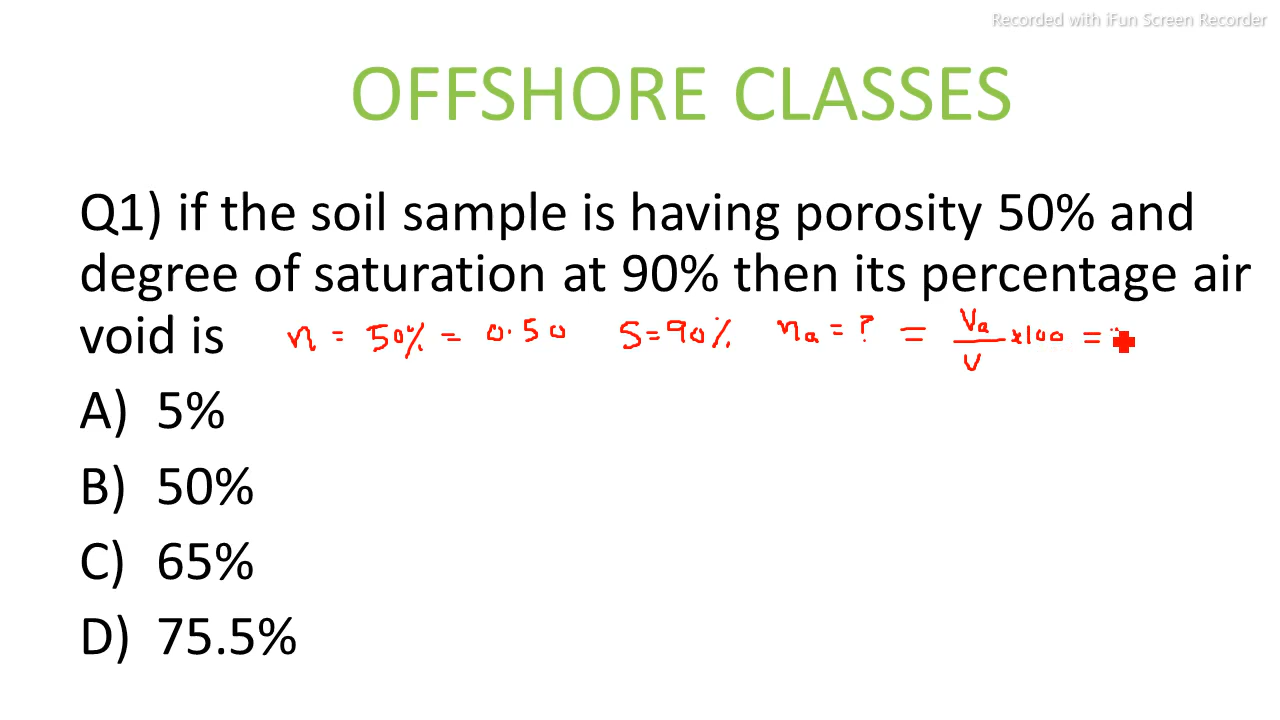 Recorded with iFun Screen Recorder
OFFSHORE CLASSES
Q1) if the soil sample is having porosity 50% and
degree of saturation at 90% then its percentage air
void is n = 50% = 0.50 S=90% na = ? = Va/V x100 =
A) 5%
B) 50%
C) 65%
D) 75.5%